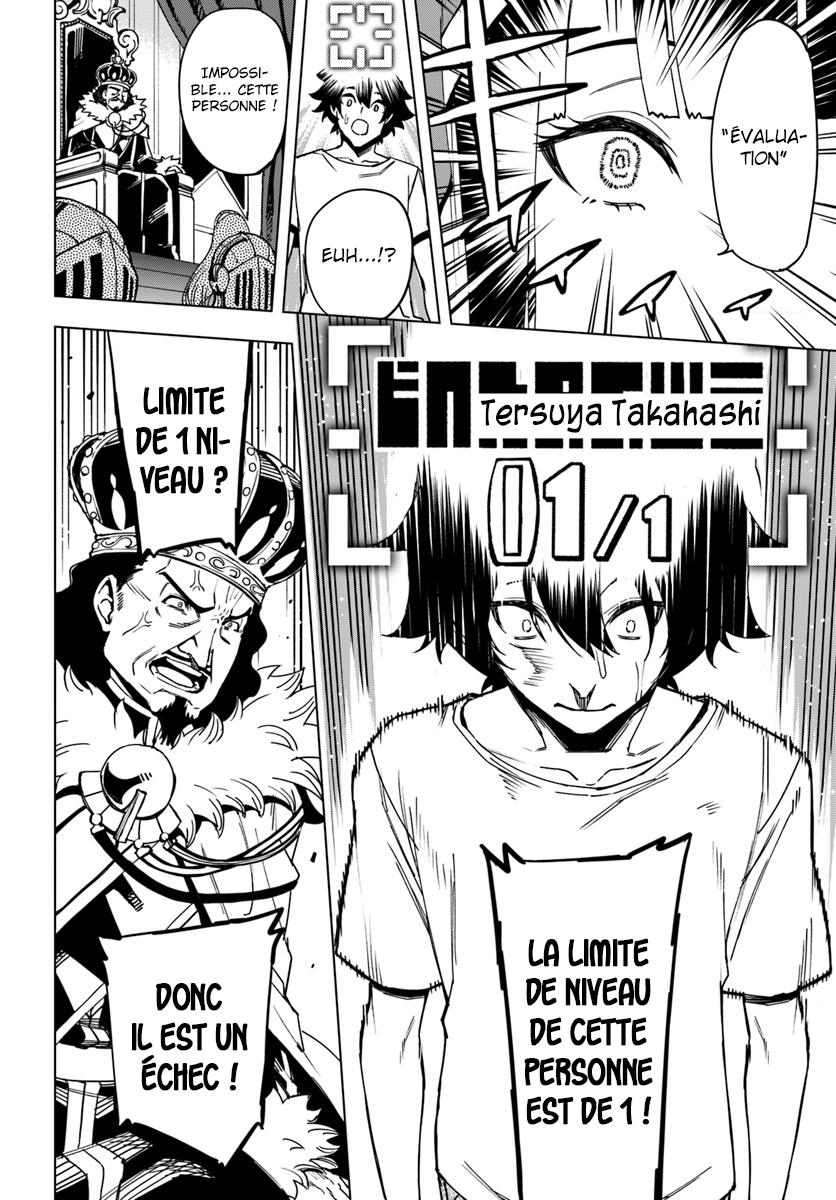 "ÉVALUA-
TION"
IMPOSSI-
BLE... CETTE
PERSONNE !
EUH...!?
Tersuya Takahashi
01/1
LA LIMITE
DE NIVEAU
DE CETTE
PERSONNE
EST DE 1 !
LIMITE
DE 1 NI-
VEAU ?
DONC
IL EST UN
ÉCHEC !